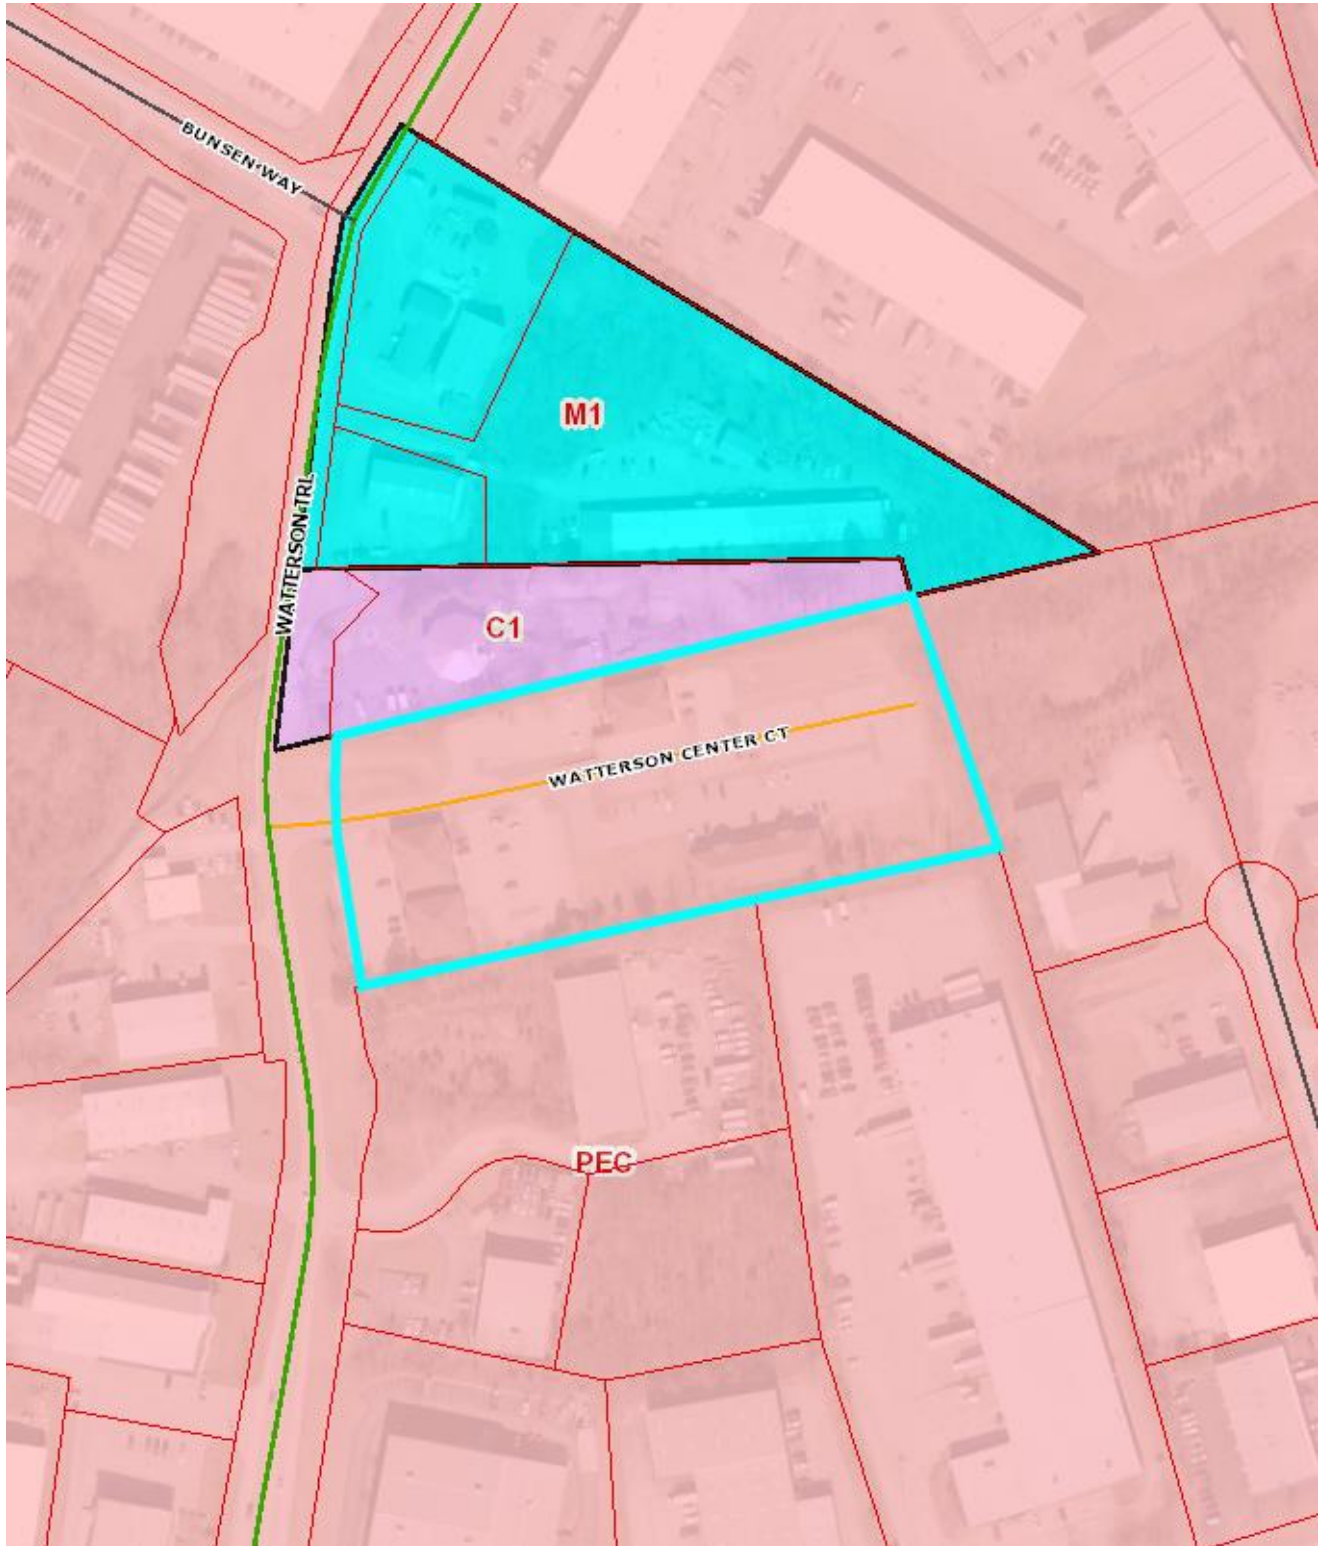 BUNSEN WAY
M1
WATTERSON TRL
C1
WATTERSON CENTER CT
PEC